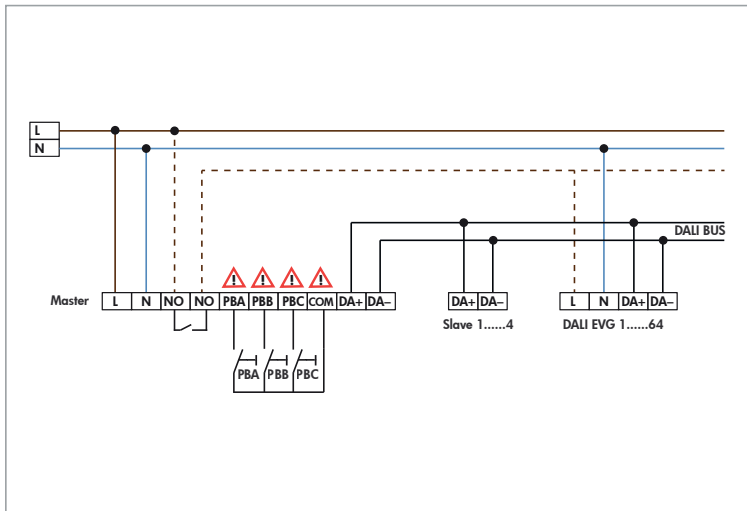 L
N
DALI BUS
Master L N NO NO PBA PBB PBC COM DA+ DA– DA+ DA– L N DA+ DA–
Slave 1......4 DALI EVG 1......64
PBA PBB PBC